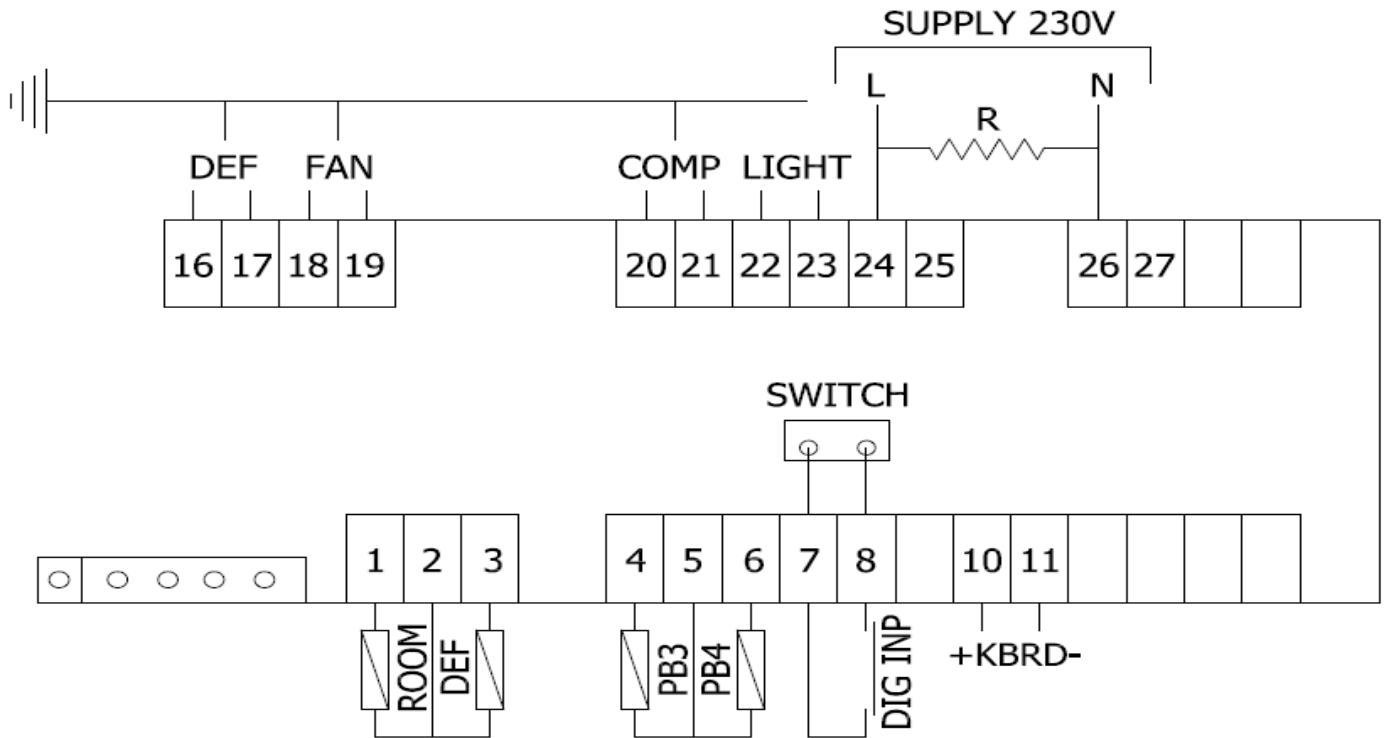 SUPPLY 230V
L N
R
DEF FAN COMP LIGHT
16 17 18 19 20 21 22 23 24 25 26 27
SWITCH
1 2 3 4 5 6 7 8 10 11
ROOM
DEF
PB3
PB4
DIG INP
+KBRD-